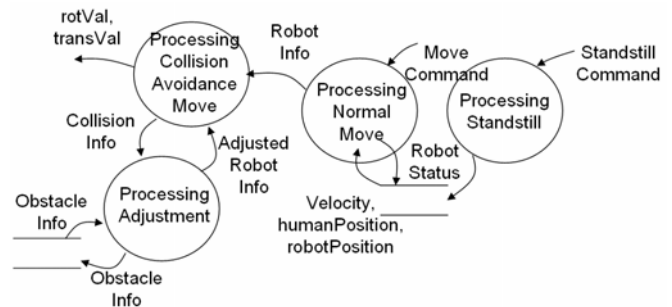 rotVal,
transVal
Processing
Collision
Avoidance
Move
Robot
Info
Move
Command
Standstill
Command
Processing
Normal
Move
Processing
Standstill
Collision
Info
Adjusted
Robot
Info
Robot
Status
Processing
Adjustment
Obstacle
Info
Velocity,
humanPosition,
robotPosition
Obstacle
Info